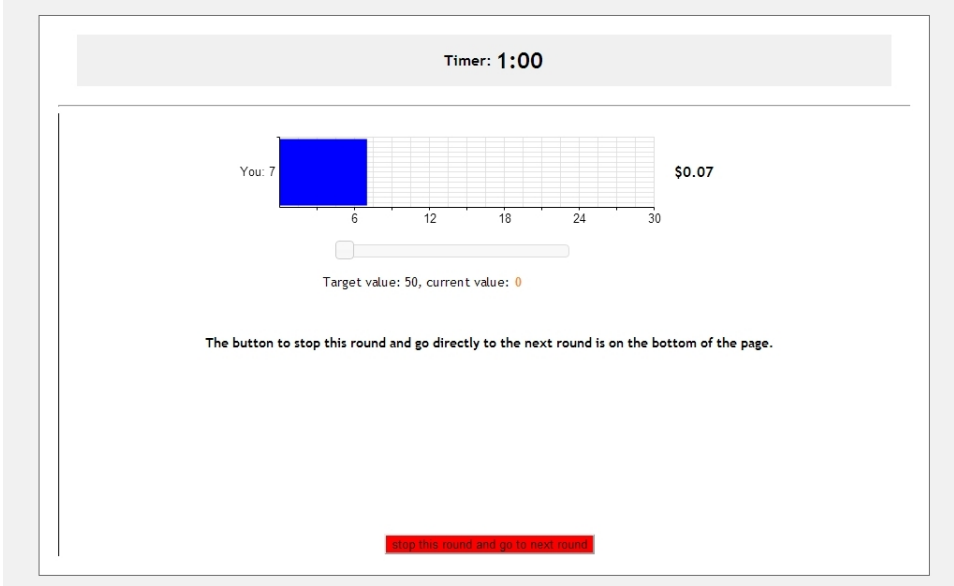 Timer: 1:00
You: 7
$0.07
6 12 18 24 30
Target value: 50, current value: 0
The button to stop this round and go directly to the next round is on the bottom of the page.
stop this round and go to next round